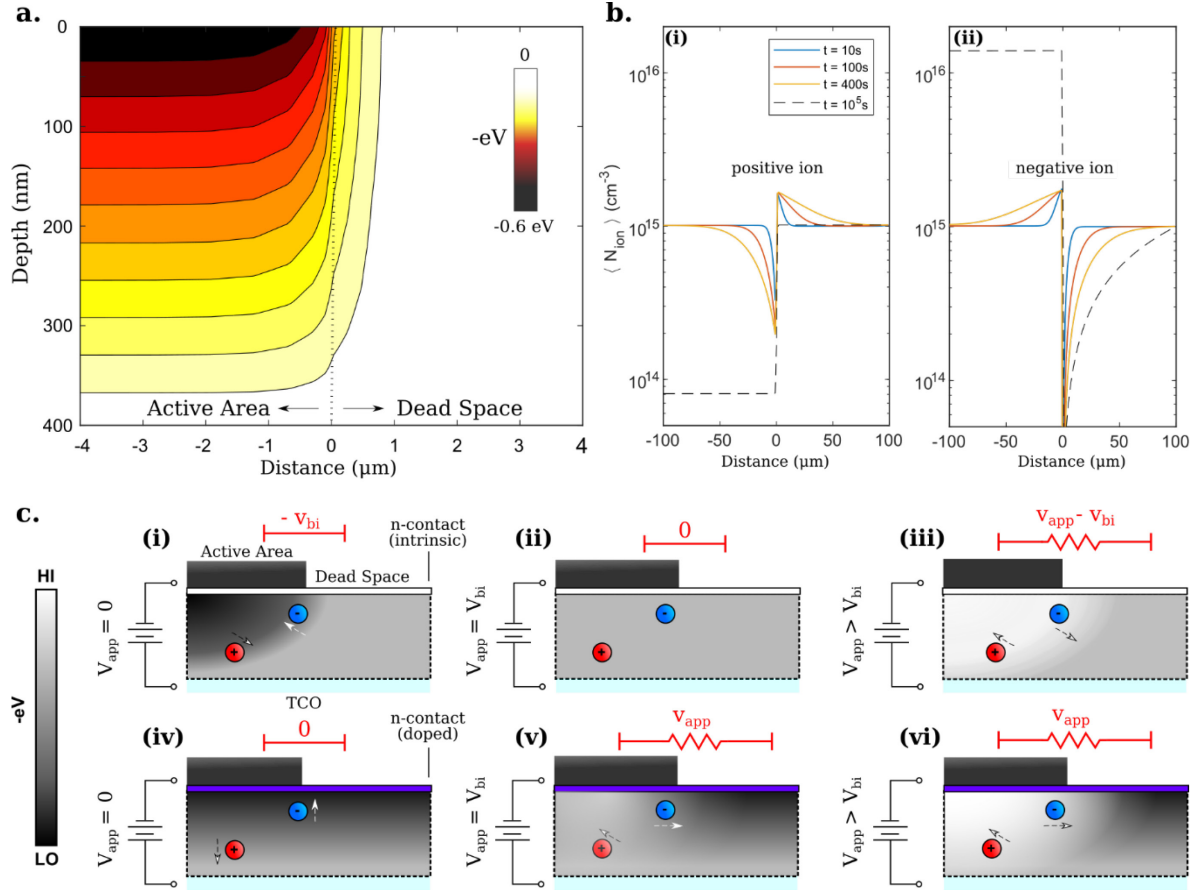 a.
0
100
200
300
400
Depth (nm)
-4
-3
-2
-1
0
1
2
3
4
Distance (μm)
Active Area
Dead Space
0
-eV
-0.6 eV
b.
(i)
t = 10s
t = 100s
t = 400s
t = 10⁵s
positive ion
10¹⁶
10¹⁵
10¹⁴
⟨ N_ion ⟩ (cm⁻³)
-100
-50
0
50
100
Distance (μm)
(ii)
negative ion
10¹⁶
10¹⁵
10¹⁴
-100
-50
0
50
100
Distance (μm)
c.
HI
-eV
LO
(i)
- V_bi
n-contact
(intrinsic)
Active Area
Dead Space
V_app = 0
-
+
TCO
(ii)
0
V_app = V_bi
-
+
(iii)
V_app - V_bi
V_app > V_bi
-
+
(iv)
0
n-contact
(doped)
V_app = 0
-
+
(v)
V_app
V_app = V_bi
-
+
(vi)
V_app
V_app > V_bi
-
+